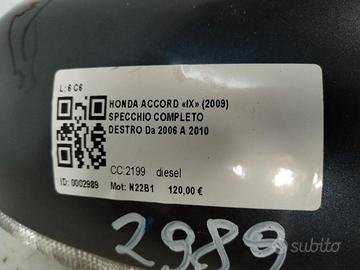 L: 6 C6
HONDA ACCORD «IX» (2009)
SPECCHIO COMPLETO
DESTRO Da 2006 A 2010
CC:2199 diesel
ID: 0002989 Mot: N22B1 120,00 €
2989
subito